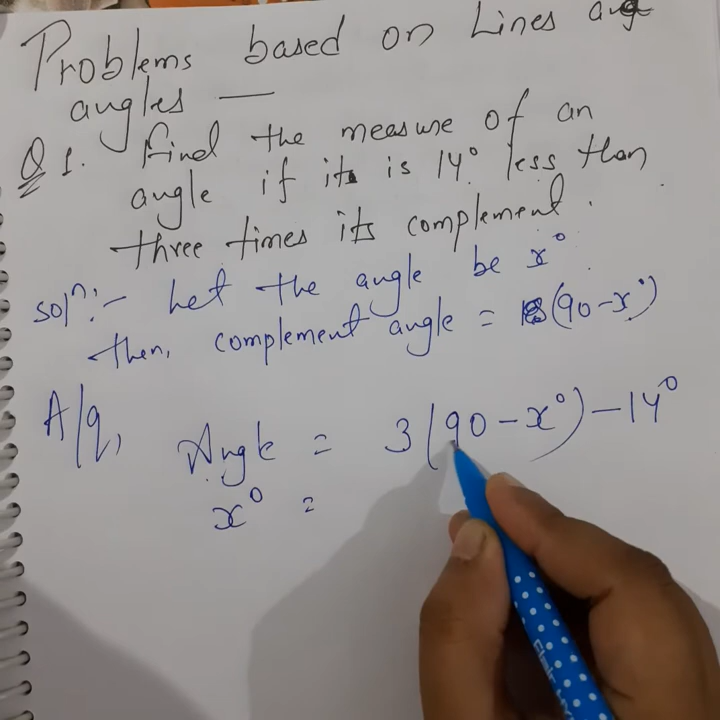 Problems based on Lines and
angles —
Q 1. Find the measure of an
angle if its is 14° less than
three times its complement.
Solⁿ:- Let the angle be x°
then, complement angle = (90-x°)
A/q,
Angle = 3(90-x°)-14°
x° =